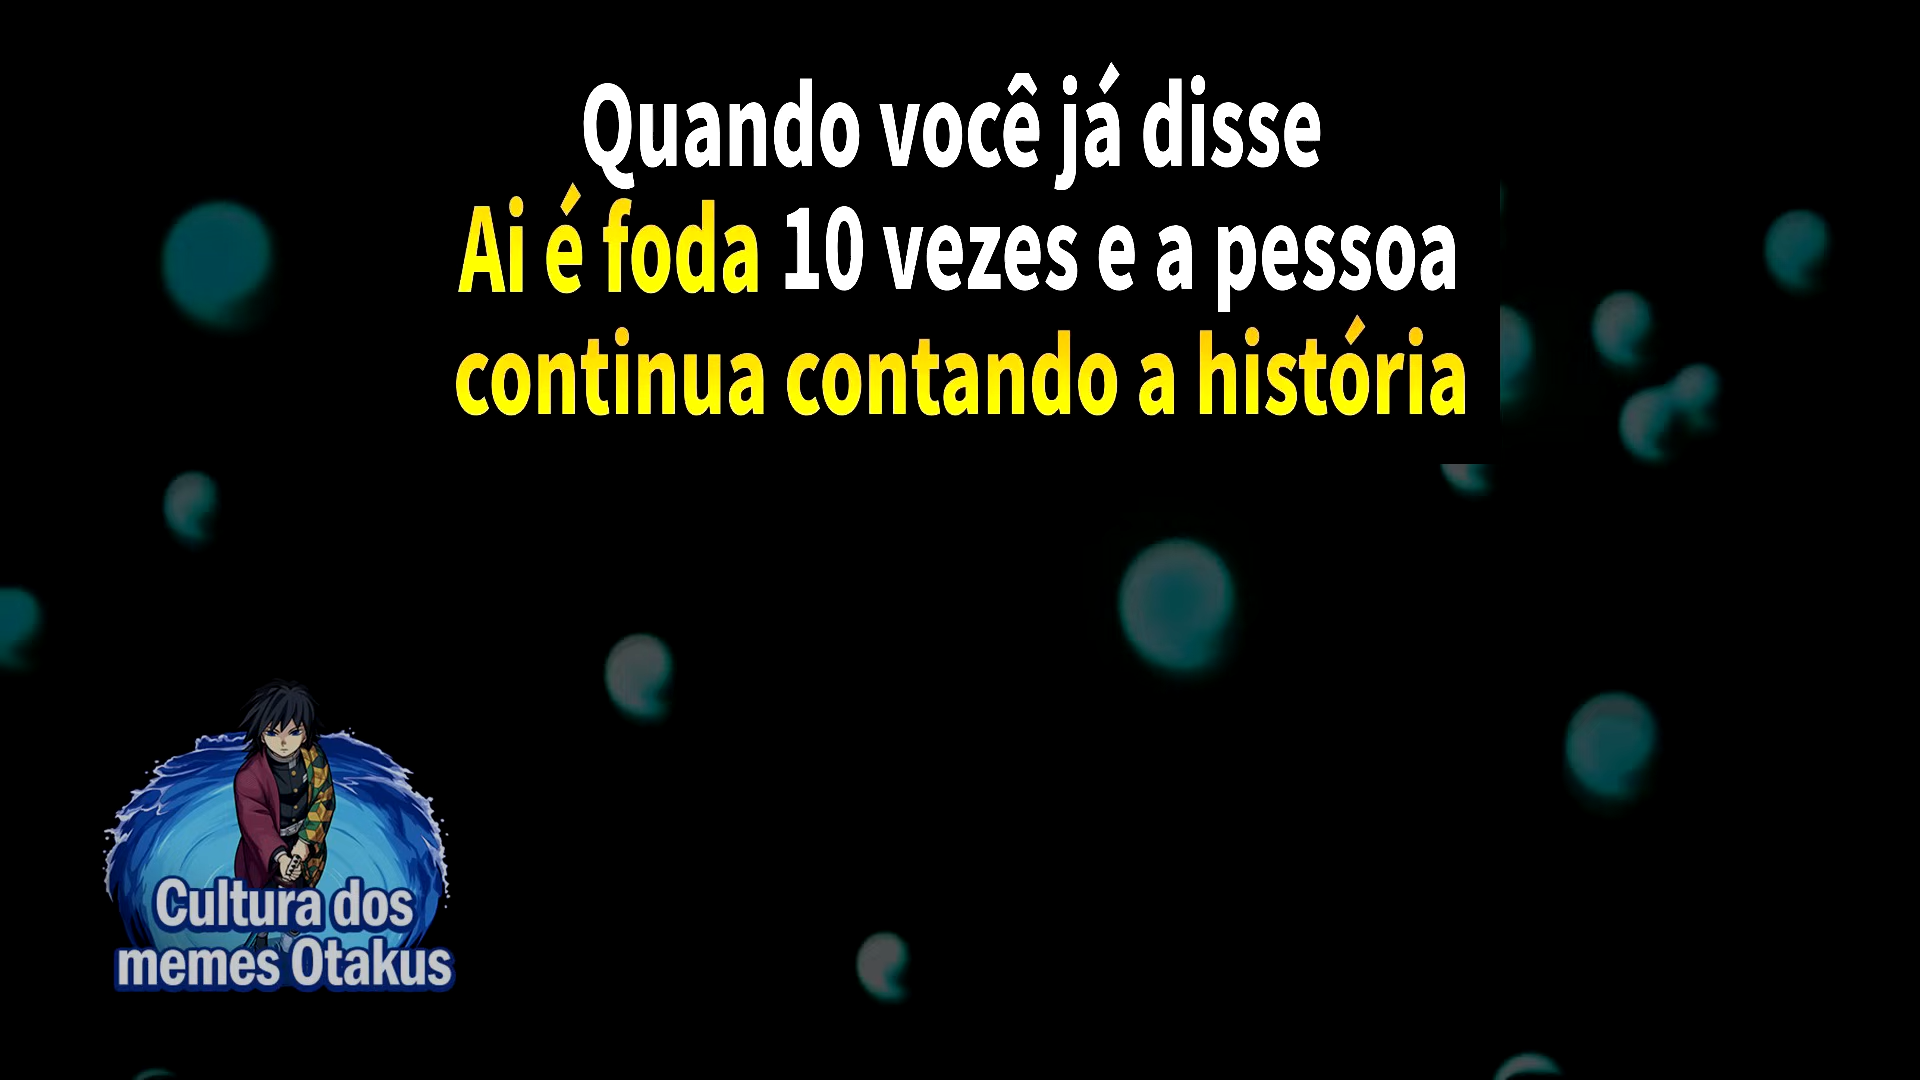 Quando você já disse
Ai é foda 10 vezes e a pessoa
continua contando a história
Cultura dos
memes Otakus